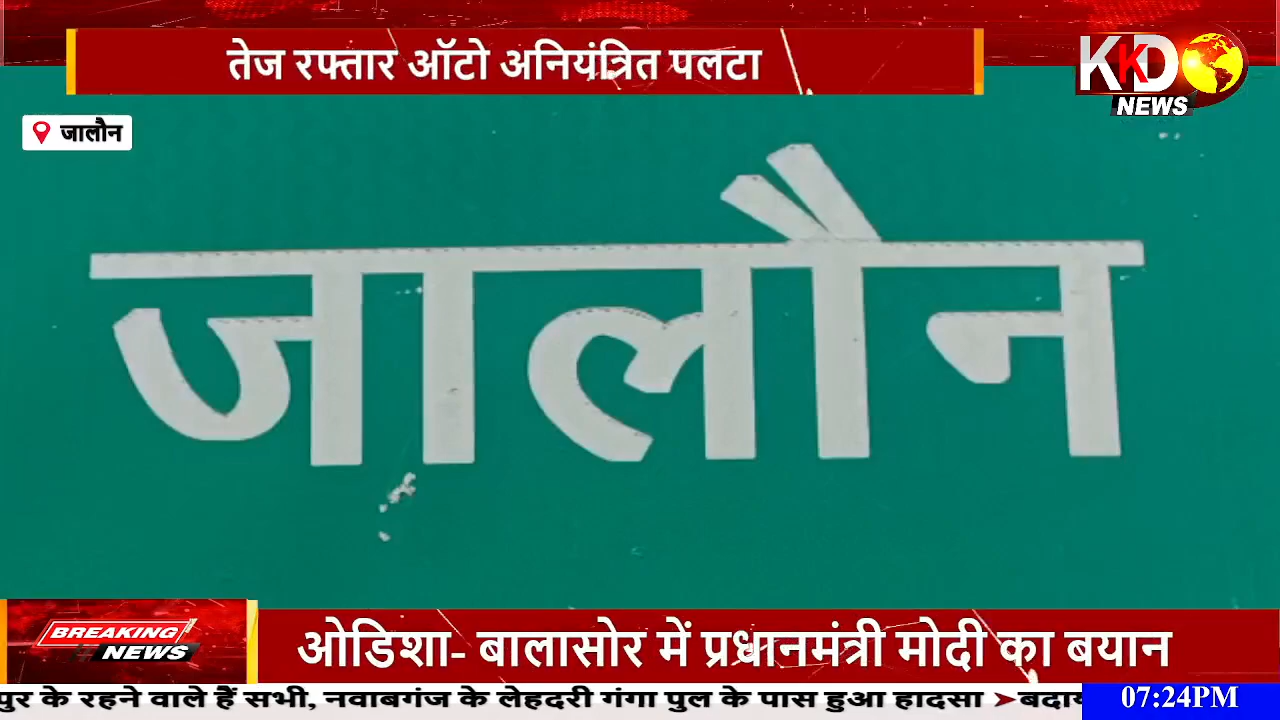 तेज रफ्तार ऑटो अनियंत्रित पलटा
KKD
NEWS
जालौन
जालौन
BREAKING
NEWS
ओडिशा- बालासोर में प्रधानमंत्री मोदी का बयान
के रहने वाले हैं सभी, नवाबगंज के लेहदरी गंगा पुल के पास हुआ हादसा ➤
07:24PM